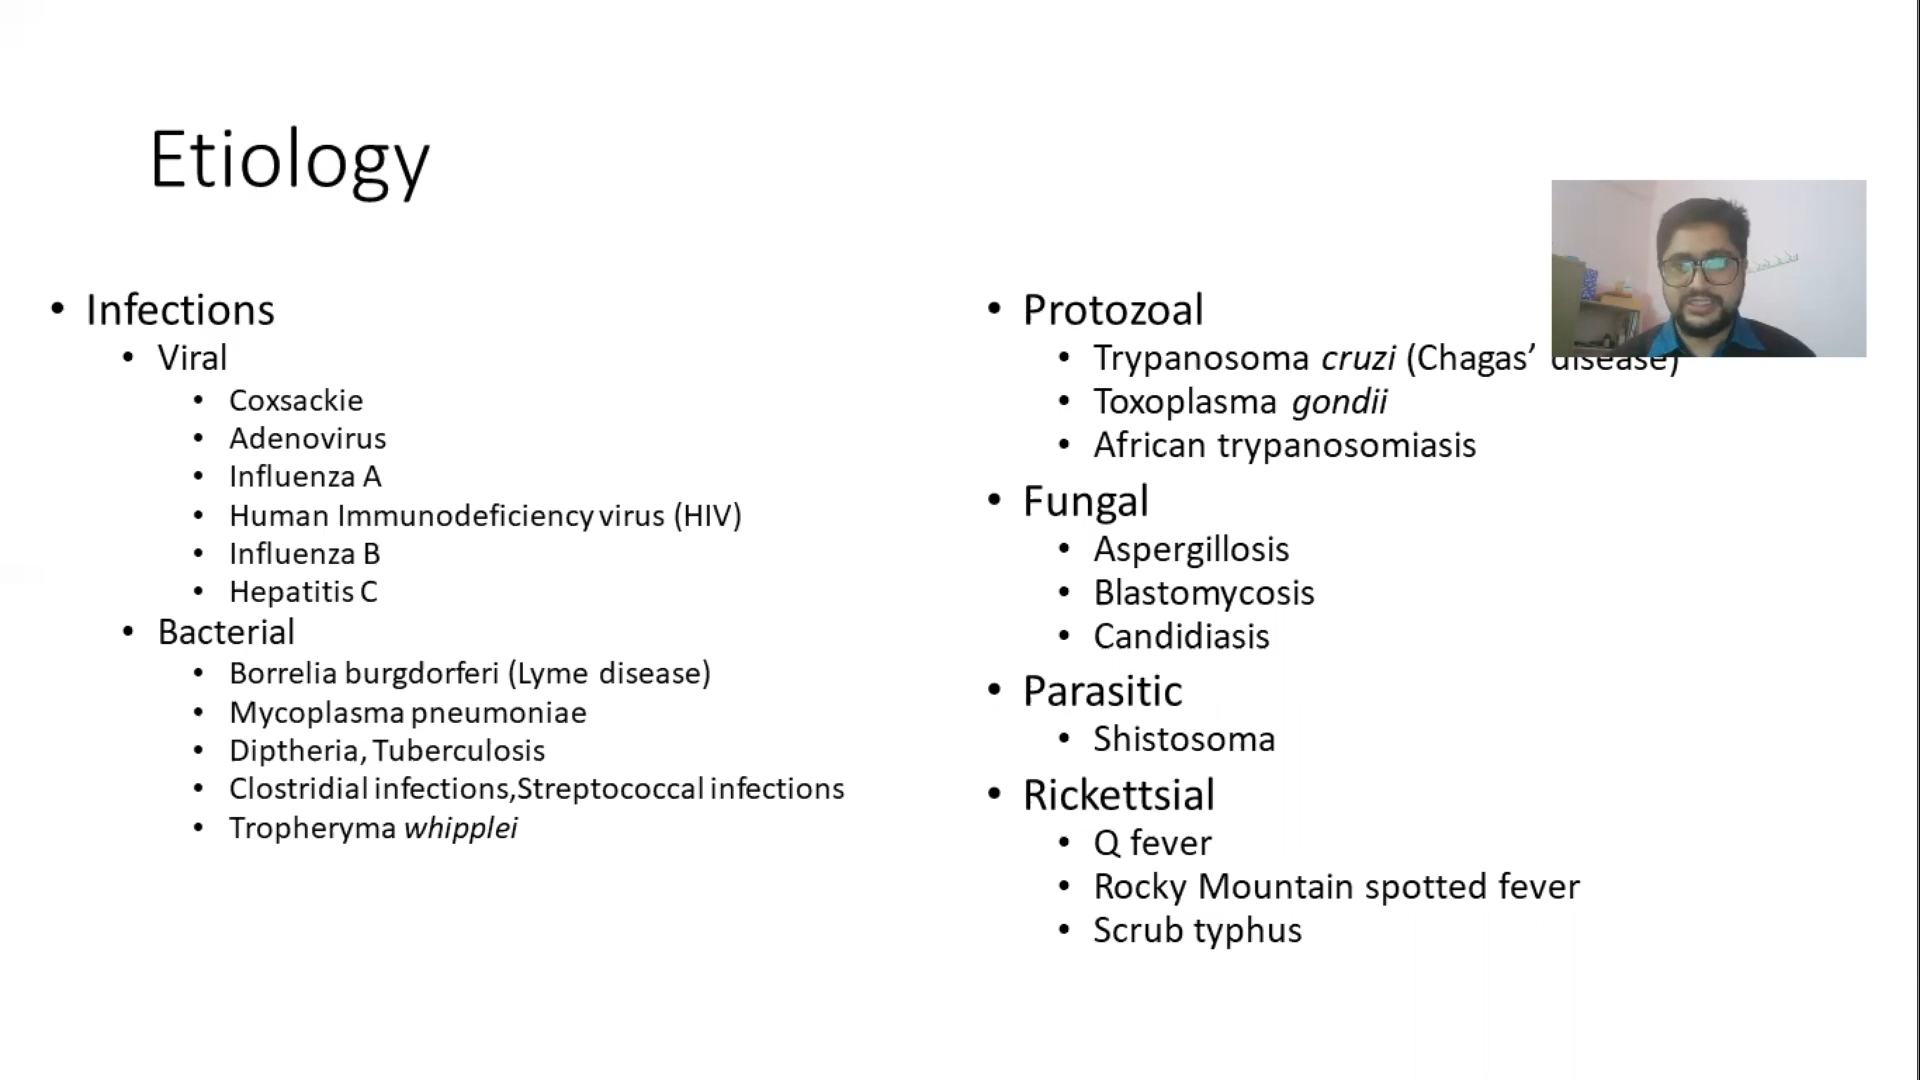 Etiology
• Infections
• Viral
• Coxsackie
• Adenovirus
• Influenza A
• Human Immunodeficiency virus (HIV)
• Influenza B
• Hepatitis C
• Bacterial
• Borrelia burgdorferi (Lyme disease)
• Mycoplasma pneumoniae
• Diptheria, Tuberculosis
• Clostridial infections,Streptococcal infections
• Tropheryma whipplei
• Protozoal
• Trypanosoma cruzi (Chagas’ disease)
• Toxoplasma gondii
• African trypanosomiasis
• Fungal
• Aspergillosis
• Blastomycosis
• Candidiasis
• Parasitic
• Shistosoma
• Rickettsial
• Q fever
• Rocky Mountain spotted fever
• Scrub typhus